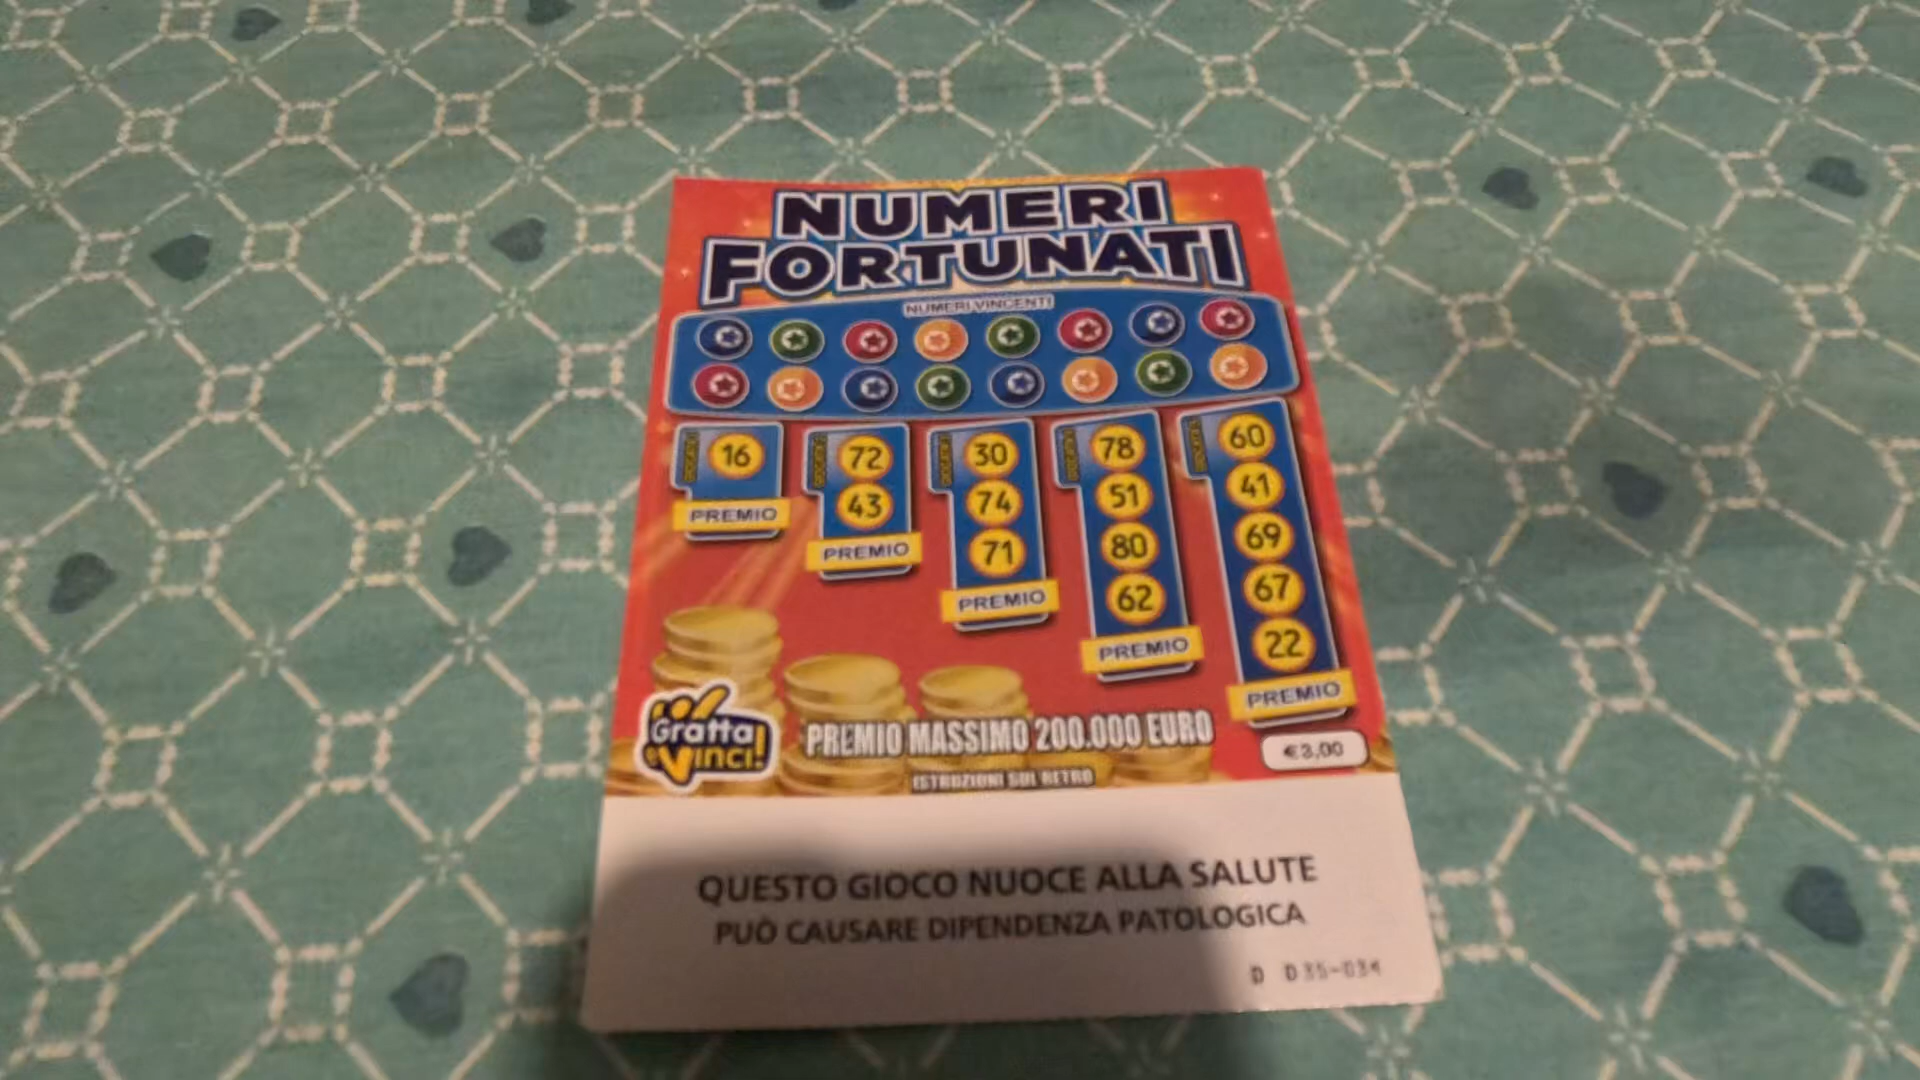 NUMERI
FORTUNATI
NUMERI VINCENTI
16
PREMIO
72
43
PREMIO
30
74
71
PREMIO
78
51
80
62
PREMIO
60
41
69
67
22
PREMIO
Gratta
e Vinci!
PREMIO MASSIMO 200.000 EURO
€3,00
ISTRUZIONI SUL RETRO
QUESTO GIOCO NUOCE ALLA SALUTE
PUÒ CAUSARE DIPENDENZA PATOLOGICA